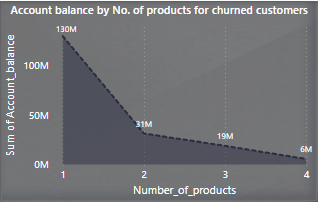 Account balance by No. of products for churned customers
130M
100M
50M
0M
31M
19M
6M
1 2 3 4
Sum of Account_balance
Number_of_products